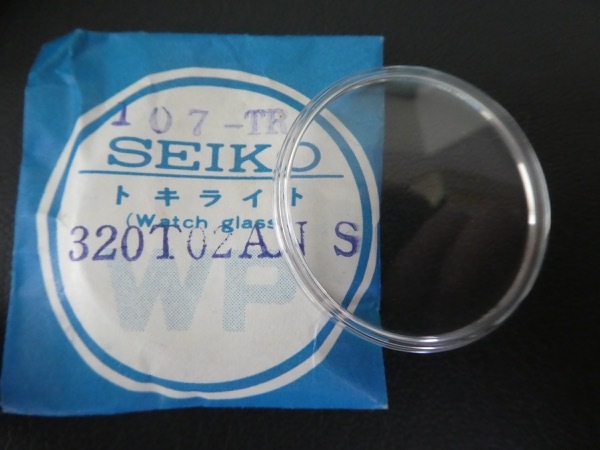 107-TR
SEIKO
トキライト
(Watch glass
320T02AN S
WP